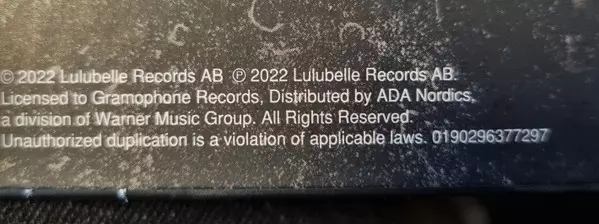 © 2022 Lulubelle Records AB ℗ 2022 Lulubelle Records AB.
Licensed to Gramophone Records, Distributed by ADA Nordics,
a division of Warner Music Group. All Rights Reserved.
Unauthorized duplication is a violation of applicable laws. 0190296377297